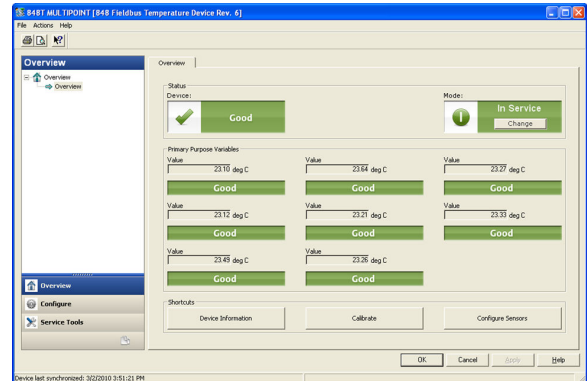 848T MULTIPOINT [848 Fieldbus Temperature Device Rev. 6]
File Actions Help
Overview
Overview
Overview
Overview
Configure
Service Tools
Overview
Status
Device:
Good
Mode:
In Service
Change
Primary Purpose Variables
Value Value Value
23.10 deg C 23.64 deg C 23.27 deg C
Good Good Good
Value Value Value
23.12 deg C 23.21 deg C 23.33 deg C
Good Good Good
Value Value
23.49 deg C 23.26 deg C
Good Good
Shortcuts
Device Information Calibrate Configure Sensors
OK Cancel Apply Help
Device last synchronized: 3/2/2010 3:51:21 PM